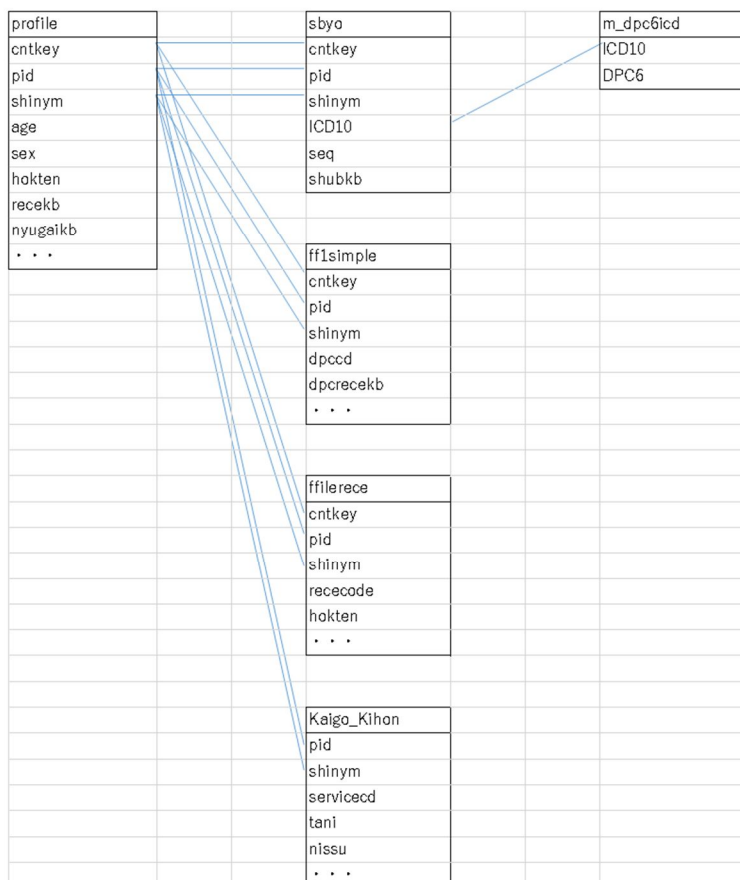 profile
cntkey
pid
shinym
age
sex
hokten
recekb
nyugaikb
・・・
sbyo
cntkey
pid
shinym
ICD10
seq
shubkb
m_dpc6icd
ICD10
DPC6
ff1simple
cntkey
pid
shinym
dpccd
dpcrecekb
・・・
ffilerece
cntkey
pid
shinym
rececode
hokten
・・・
Kaigo_Kihon
pid
shinym
servicecd
tani
nissu
・・・